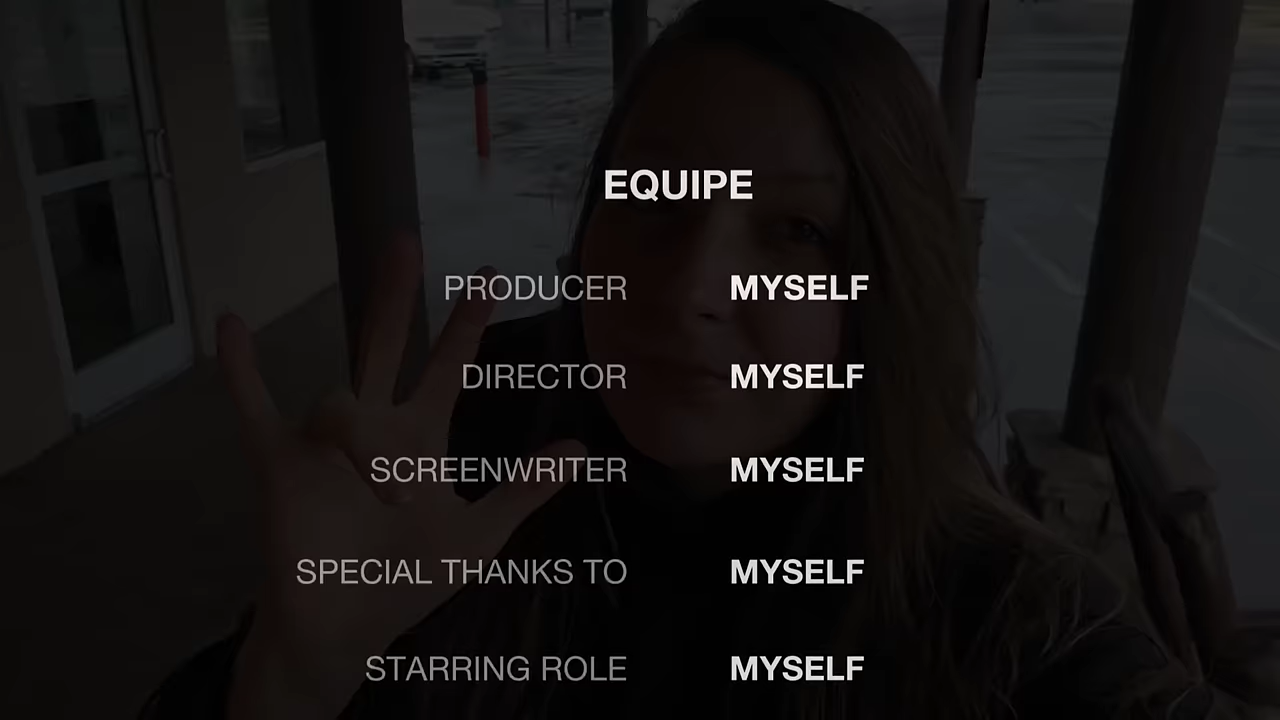 EQUIPE
PRODUCER MYSELF
DIRECTOR MYSELF
SCREENWRITER MYSELF
SPECIAL THANKS TO MYSELF
STARRING ROLE MYSELF